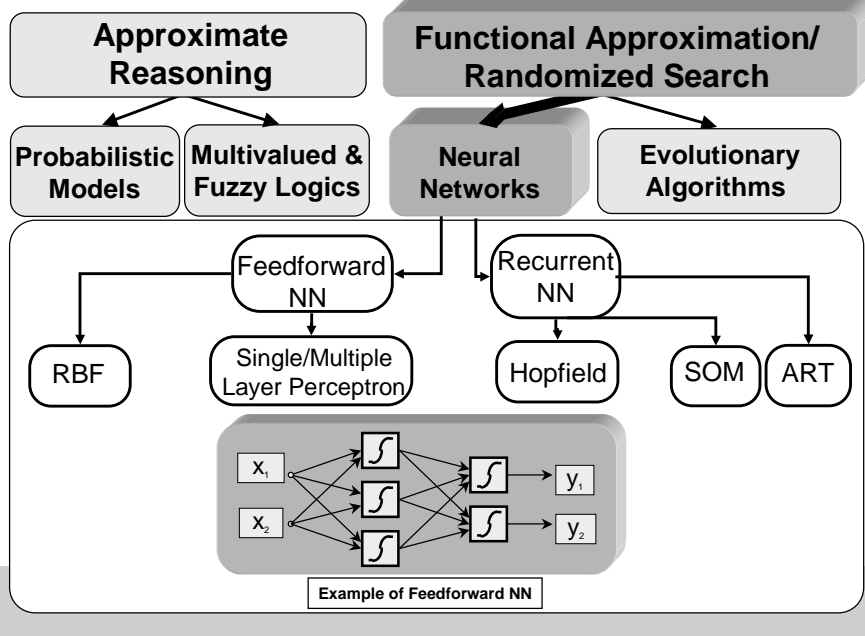 Approximate
Reasoning
Functional Approximation/
Randomized Search
Probabilistic
Models
Multivalued &
Fuzzy Logics
Neural
Networks
Evolutionary
Algorithms
Feedforward
NN
Recurrent
NN
RBF
Single/Multiple
Layer Perceptron
Hopfield
SOM
ART
x₁
x₂
y₁
y₂
Example of Feedforward NN